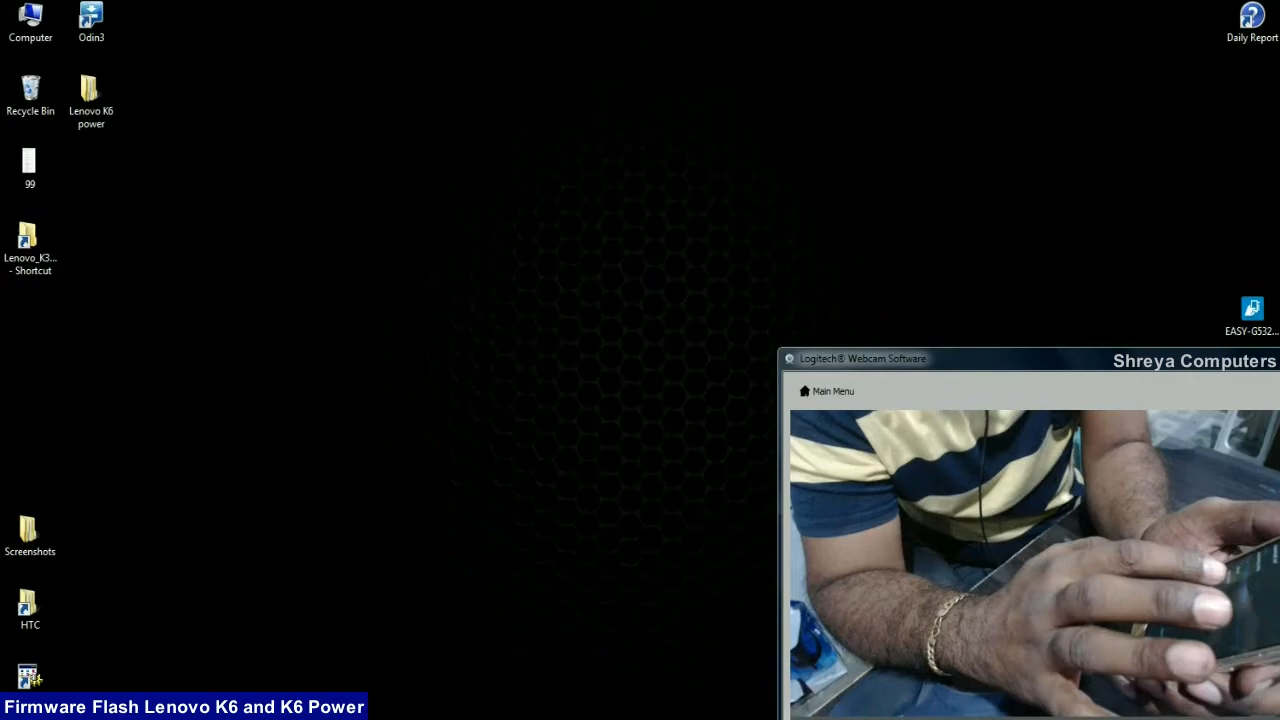 Computer
Odin3
Daily Report
Recycle Bin
Lenovo K6
power
99
Lenovo_K3...
- Shortcut
EASY-G532...
Logitech® Webcam Software
Shreya Computers
Main Menu
Screenshots
HTC
Firmware Flash Lenovo K6 and K6 Power